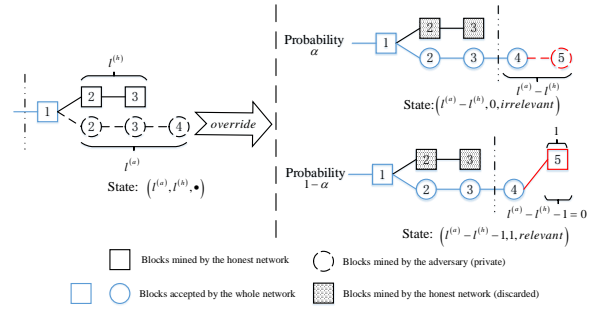 l^(h)
1
2
3
2
3
4
l^(a)
State: (l^(a), l^(h), •)
override
Probability
α
1
2
3
2
3
4
5
l^(a) − l^(h)
State: (l^(a) − l^(h), 0, irrelevant)
Probability
1−α
1
2
3
2
3
4
1
5
l^(a) − l^(h) −1 = 0
State: (l^(a) − l^(h) −1, 1, relevant)
Blocks mined by the honest network
Blocks mined by the adversary (private)
Blocks accepted by the whole network
Blocks mined by the honest network (discarded)